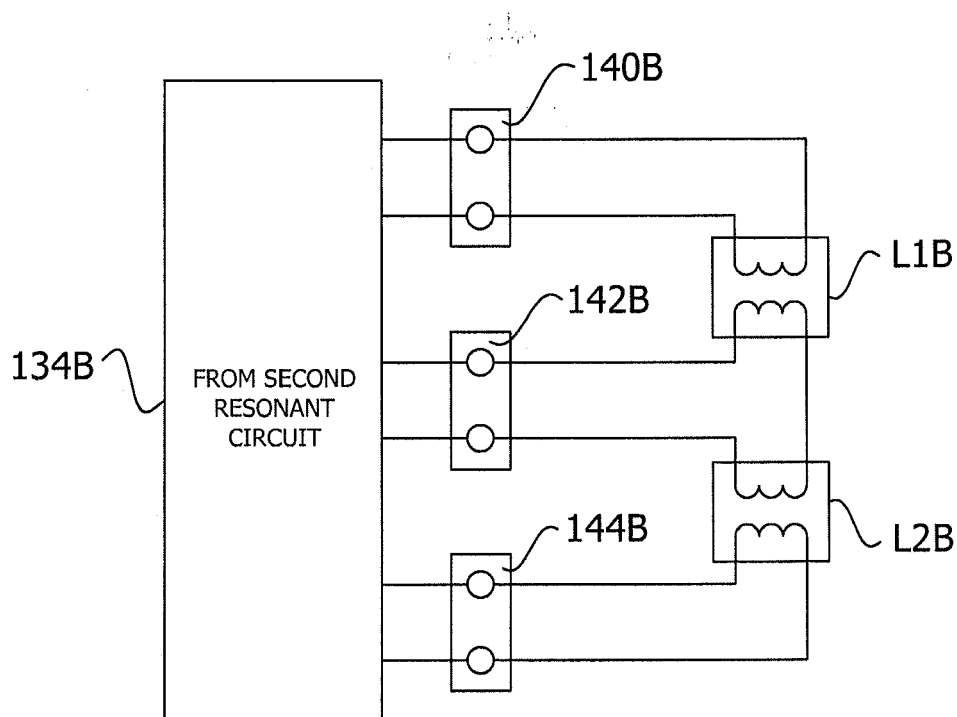 140B
L1B
142B
134B
FROM SECOND
RESONANT
CIRCUIT
144B
L2B